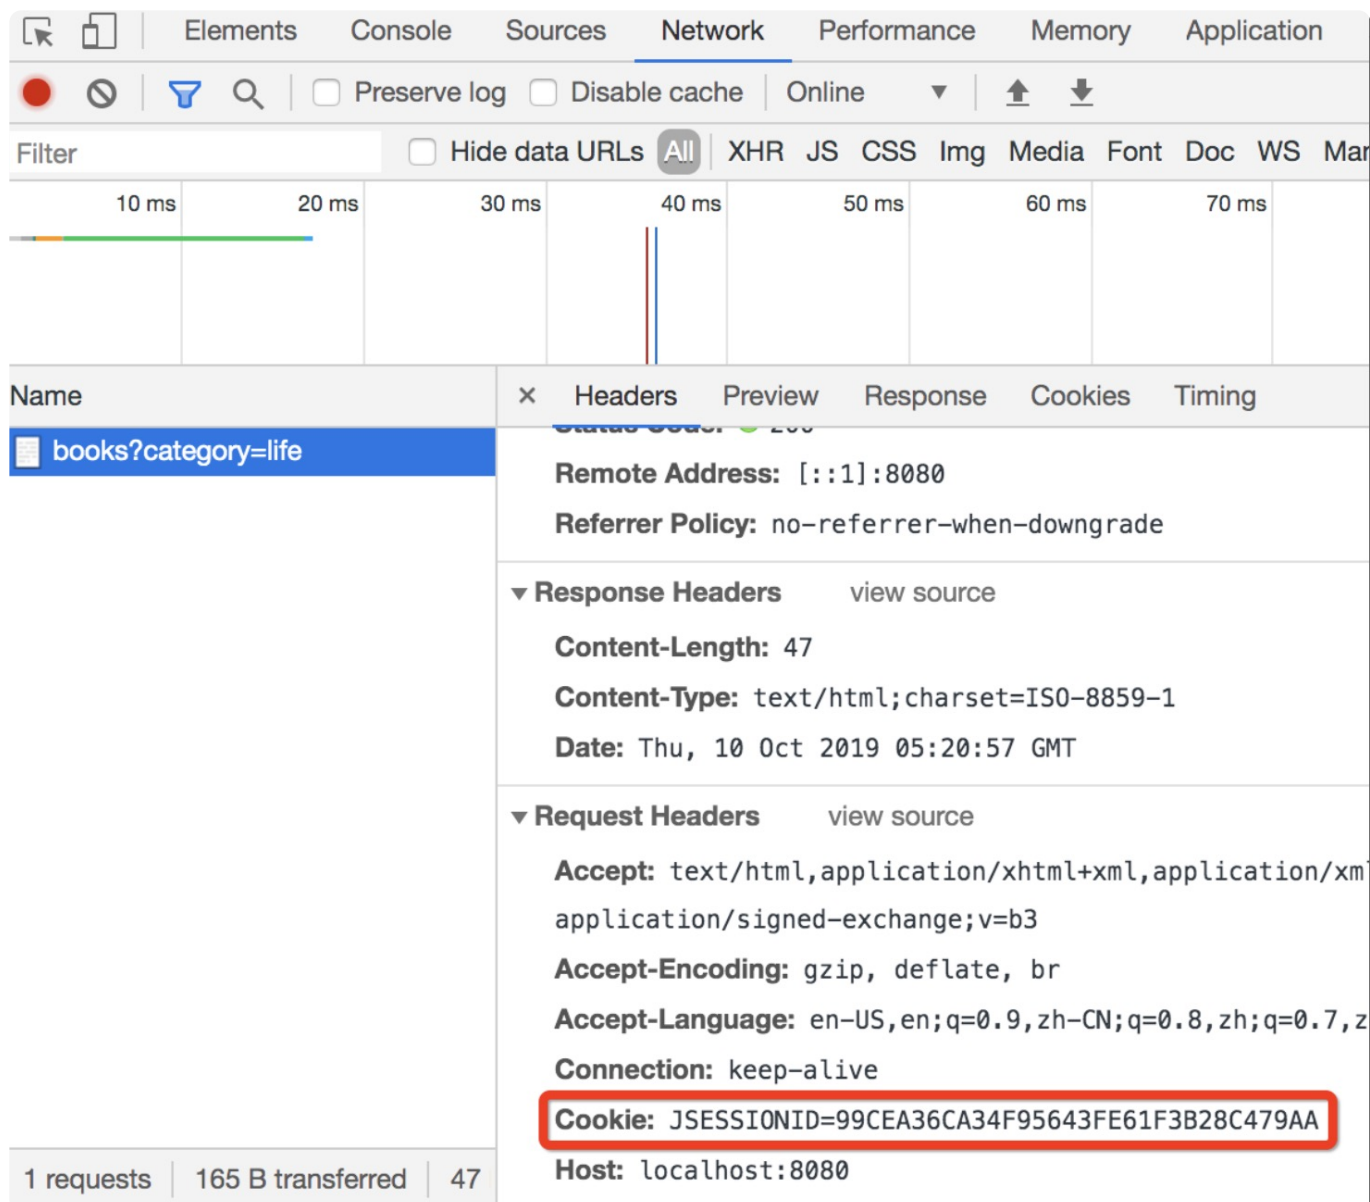 Elements Console Sources Network Performance Memory Application
Preserve log Disable cache Online
Filter Hide data URLs All XHR JS CSS Img Media Font Doc WS Mar
10 ms 20 ms 30 ms 40 ms 50 ms 60 ms 70 ms
Name
books?category=life
× Headers Preview Response Cookies Timing
Remote Address: [::1]:8080
Referrer Policy: no-referrer-when-downgrade
Response Headers view source
Content-Length: 47
Content-Type: text/html;charset=ISO-8859-1
Date: Thu, 10 Oct 2019 05:20:57 GMT
Request Headers view source
Accept: text/html,application/xhtml+xml,application/xml
application/signed-exchange;v=b3
Accept-Encoding: gzip, deflate, br
Accept-Language: en-US,en;q=0.9,zh-CN;q=0.8,zh;q=0.7,z
Connection: keep-alive
Cookie: JSESSIONID=99CEA36CA34F95643FE61F3B28C479AA
Host: localhost:8080
1 requests 165 B transferred 47